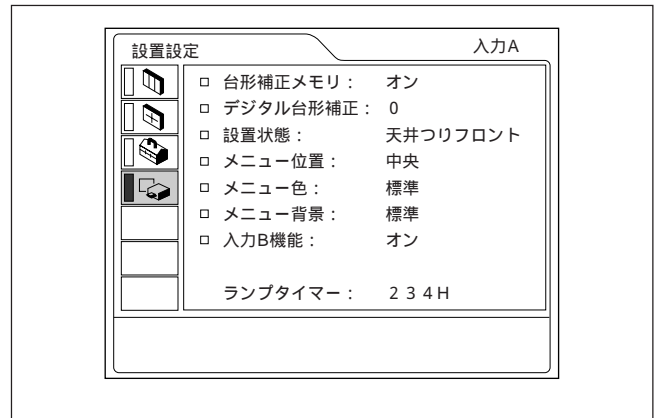 設置設定
入力A
台形補正メモリ： オン
デジタル台形補正： 0
設置状態： 天井つりフロント
メニュー位置： 中央
メニュー色： 標準
メニュー背景： 標準
入力B機能： オン
ランプタイマー： 234H